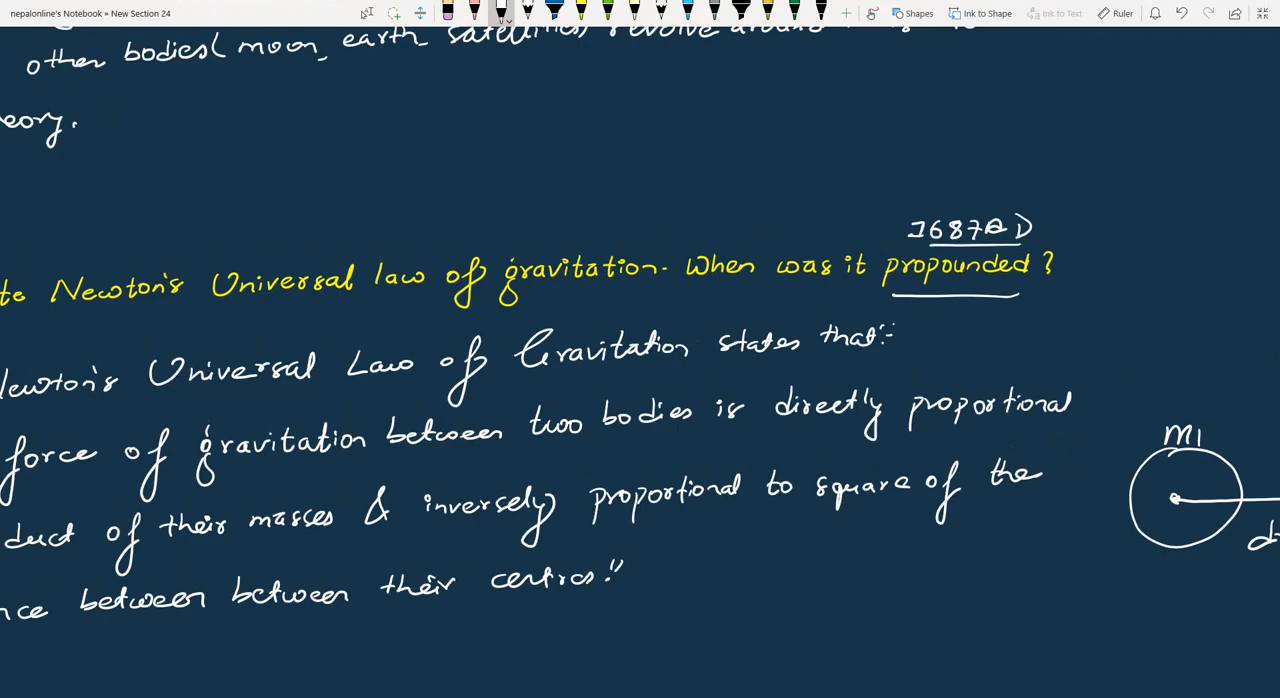 nepalonline's Notebook » New Section 24
Shapes Ink to Shape Ink to Text Ruler
other bodies( moon, earth satellites) revolve around
eory.
1687AD
te Newton's Universal law of gravitation. When was it propounded?
Newton's Universal Law of Gravitation states that:-
force of gravitation between two bodies is directly proportional
duct of their masses & inversely proportional to square of the
nce between between their centres."
m1
d